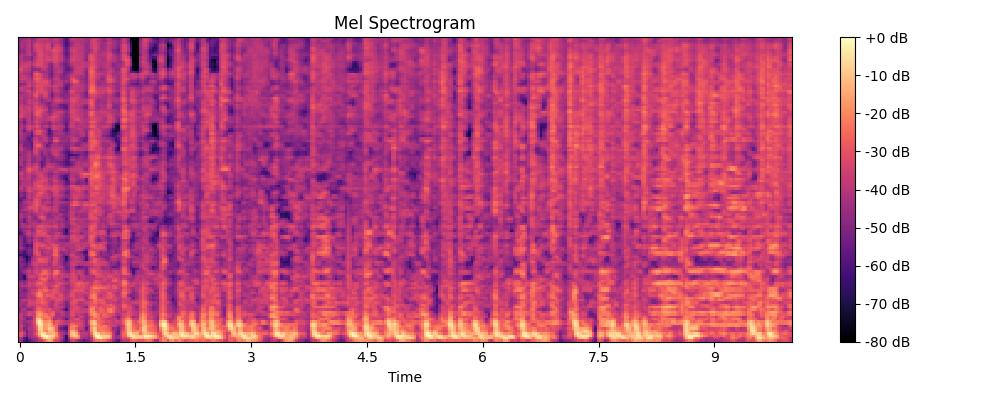 Mel Spectrogram
+0 dB
-10 dB
-20 dB
-30 dB
-40 dB
-50 dB
-60 dB
-70 dB
-80 dB
0 1.5 3 4.5 6 7.5 9
Time